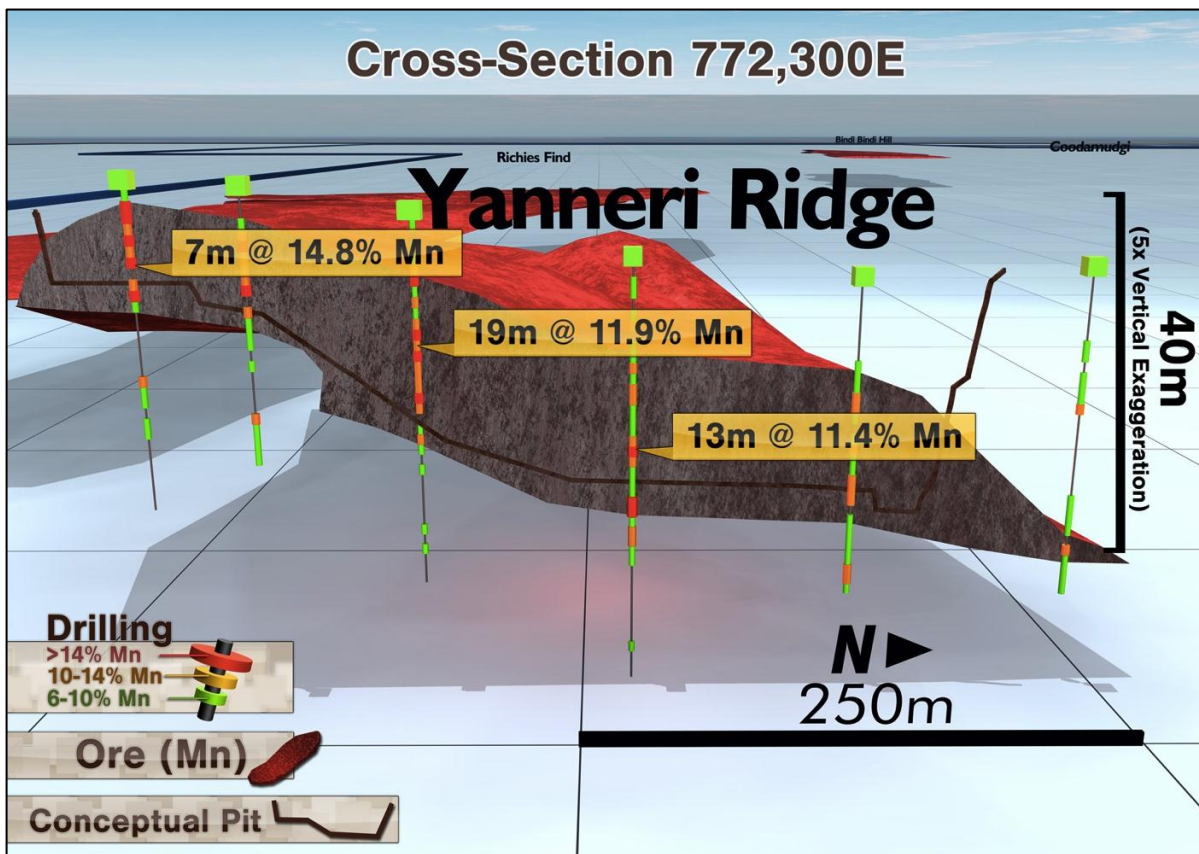 Cross-Section 772,300E
Bindi Bindi Hill
Goodamudgi
Richies Find
Yanneri Ridge
7m @ 14.8% Mn
19m @ 11.9% Mn
13m @ 11.4% Mn
40m
(5x Vertical Exaggeration)
N
250m
Drilling
>14% Mn
10-14% Mn
6-10% Mn
Ore (Mn)
Conceptual Pit